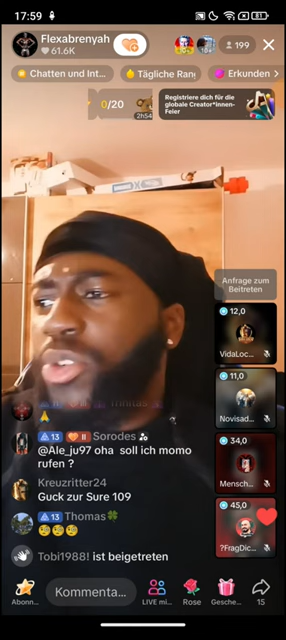 17:59
81
Flexabrenyah
61.6K
199
Chatten und Int...
Tägliche Ran
Erkunden
0/20
2h54
Registriere dich für die
globale Creator*innen-
Feier
Anfrage zum
Beitreten
12,0
VidaLoc...
11,0
Novisad...
34,0
Mensch...
45,0
?FragDic...
Trinitas
🙏
13 II Sorodes
@Ale_ju97 oha soll ich momo
rufen ?
Kreuzritter24
Guck zur Sure 109
13 Thomas🍀
🧐🧐🧐
Tobi1988! ist beigetreten
Abonn...
Kommenta...
LIVE mi...
Rose
Gesche...
15